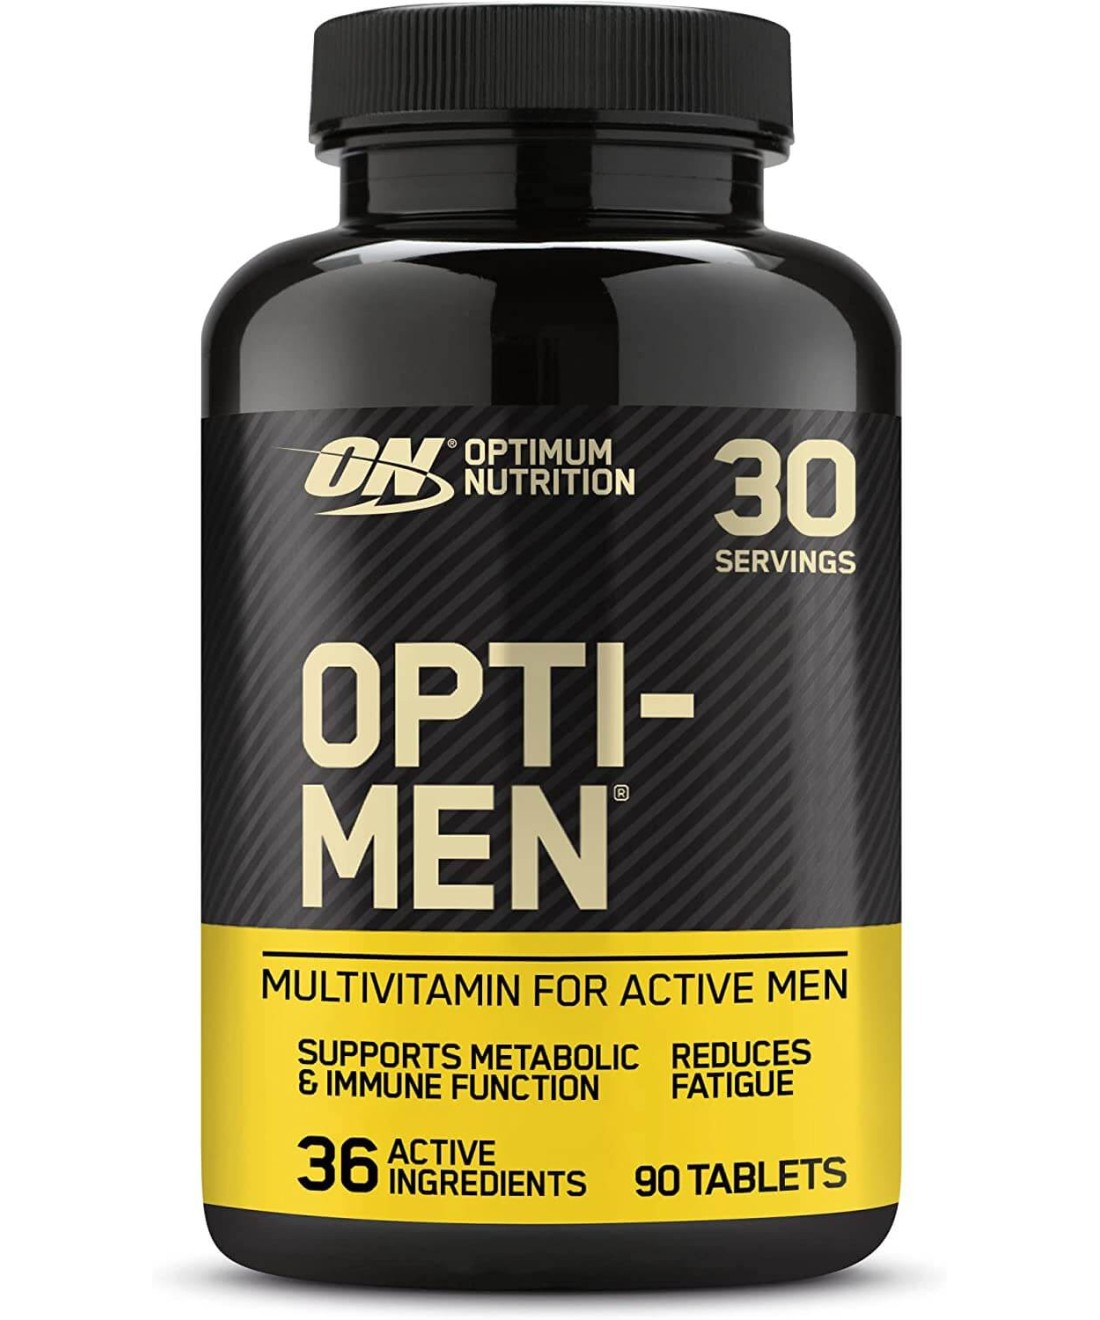 ON® OPTIMUM
NUTRITION
30
SERVINGS
OPTI-
MEN®
MULTIVITAMIN FOR ACTIVE MEN
SUPPORTS METABOLIC
& IMMUNE FUNCTION
REDUCES
FATIGUE
36 ACTIVE
INGREDIENTS
90 TABLETS